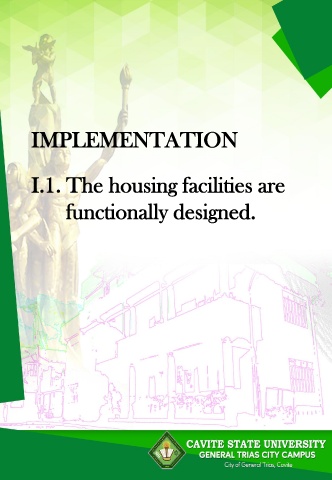 IMPLEMENTATION
I.1. The housing facilities are
functionally designed.
CAVITE STATE UNIVERSITY
GENERAL TRIAS CITY CAMPUS
City of General Trias, Cavite